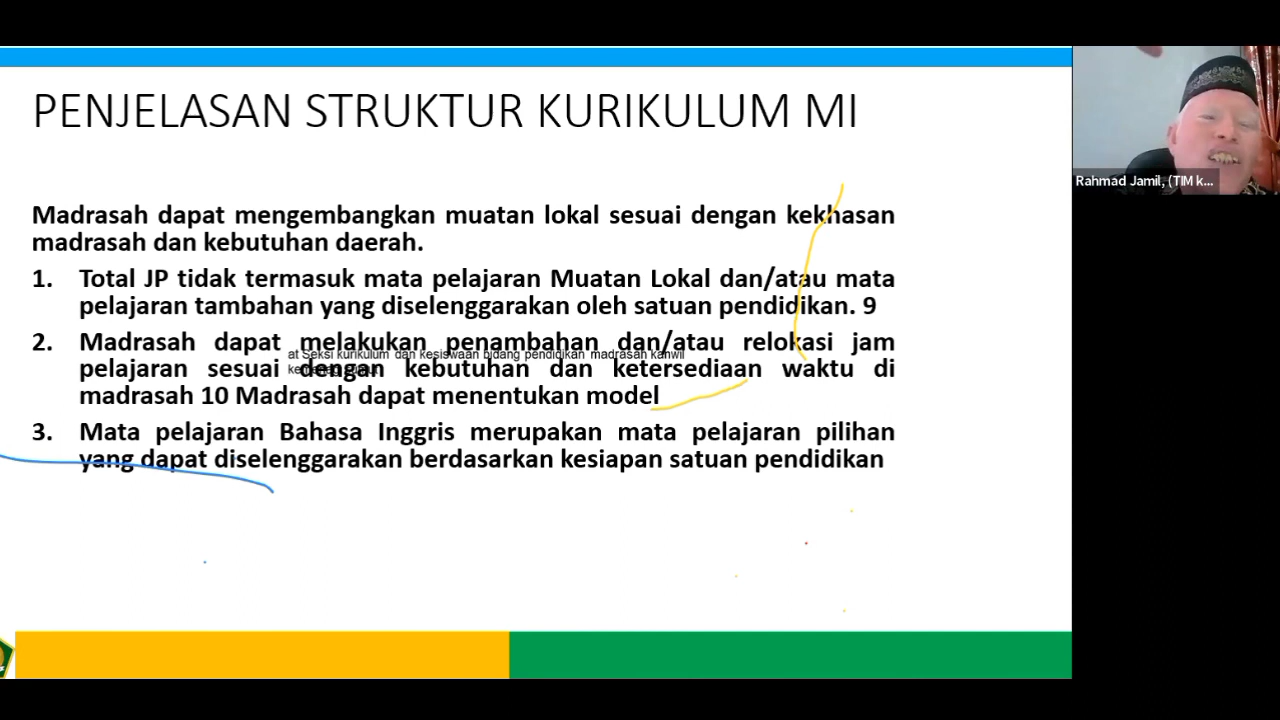 PENJELASAN STRUKTUR KURIKULUM MI
Rahmad Jamil, (TIM k...
Madrasah dapat mengembangkan muatan lokal sesuai dengan kekhasan
madrasah dan kebutuhan daerah.
1. Total JP tidak termasuk mata pelajaran Muatan Lokal dan/atau mata
pelajaran tambahan yang diselenggarakan oleh satuan pendidikan. 9
2. Madrasah dapat melakukan penambahan dan/atau relokasi jam
at Seksi kurikulum dan kesiswaan bidang pendidikan madrasah kanwil
pelajaran sesuai dengan kebutuhan dan ketersediaan waktu di
madrasah 10 Madrasah dapat menentukan model
3. Mata pelajaran Bahasa Inggris merupakan mata pelajaran pilihan
yang dapat diselenggarakan berdasarkan kesiapan satuan pendidikan